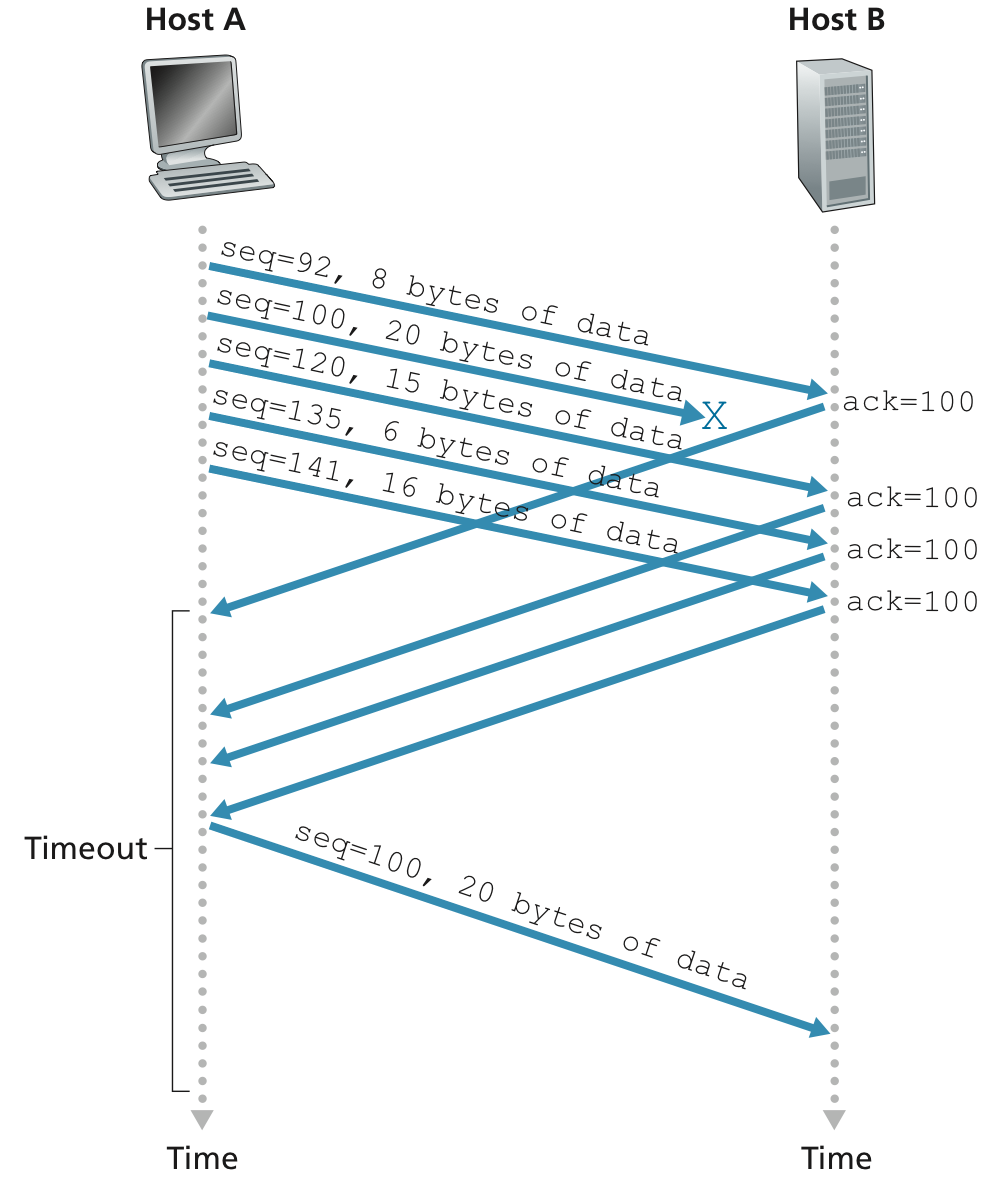 Host A
Host B
seq=92, 8 bytes of data
seq=100, 20 bytes of data
X
ack=100
seq=120, 15 bytes of data
seq=135, 6 bytes of data
seq=141, 16 bytes of data
ack=100
ack=100
ack=100
Timeout
seq=100, 20 bytes of data
Time
Time